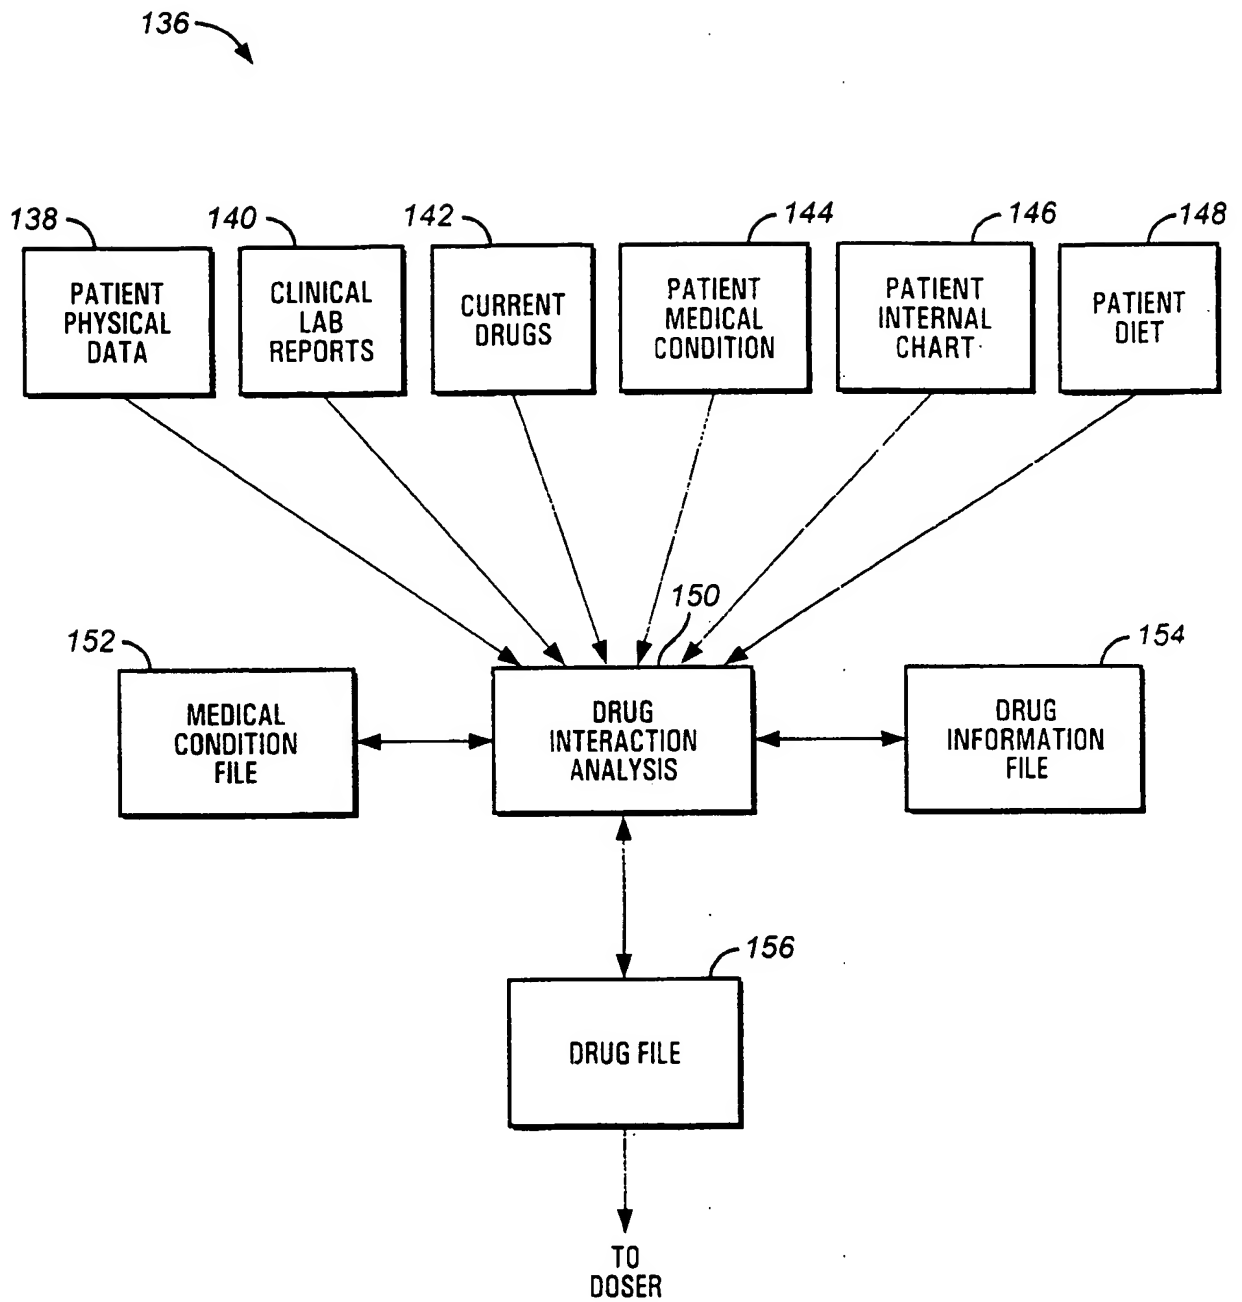 136
138
140
142
144
146
148
PATIENT
PHYSICAL
DATA
CLINICAL
LAB
REPORTS
CURRENT
DRUGS
PATIENT
MEDICAL
CONDITION
PATIENT
INTERNAL
CHART
PATIENT
DIET
150
152
154
MEDICAL
CONDITION
FILE
DRUG
INTERACTION
ANALYSIS
DRUG
INFORMATION
FILE
156
DRUG FILE
TO
DOSER